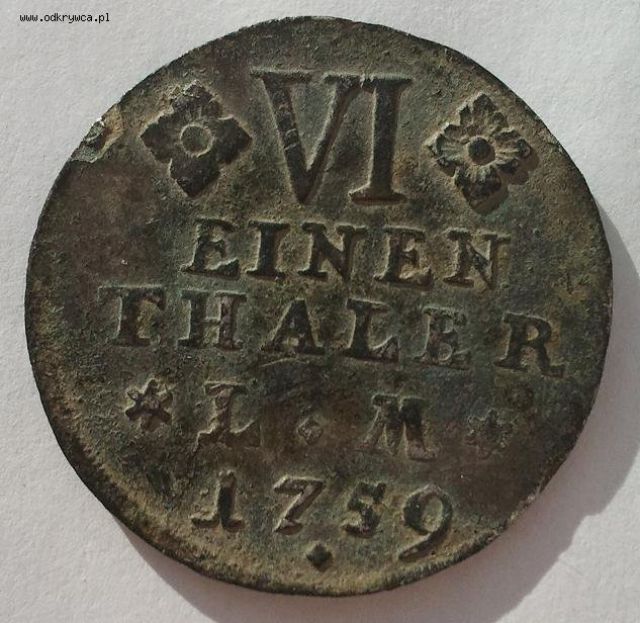 www.odkrywca.pl
VI
EINEN
THALER
* L • M *
1759